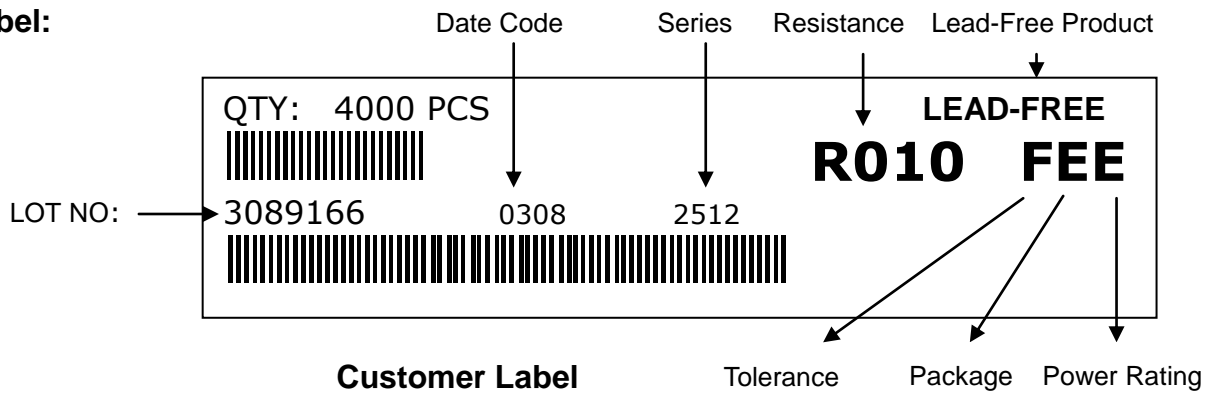 bel:
Date Code Series Resistance Lead-Free Product
QTY: 4000 PCS LEAD-FREE
R010 FEE
LOT NO: 3089166 0308 2512
Customer Label Tolerance Package Power Rating